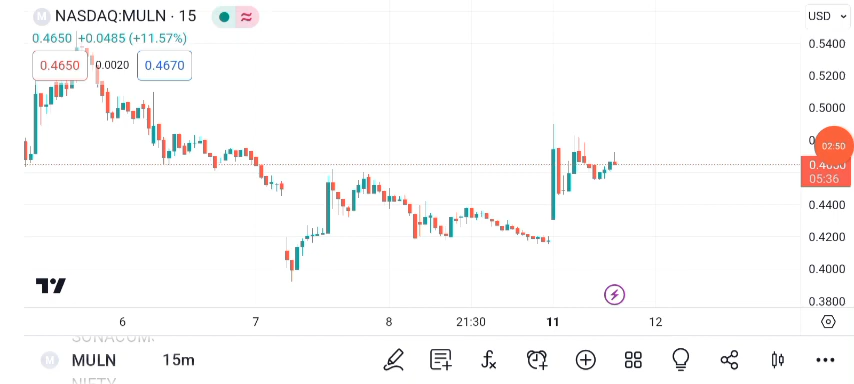 M NASDAQ:MULN · 15
USD
0.4650 +0.0485 (+11.57%)
0.4650 0.0020 0.4670
0.5400
0.5200
0.5000
02:50
05:36
0.4400
0.4200
0.4000
0.3800
6 7 8 21:30 11 12
M MULN 15m
NIFTY